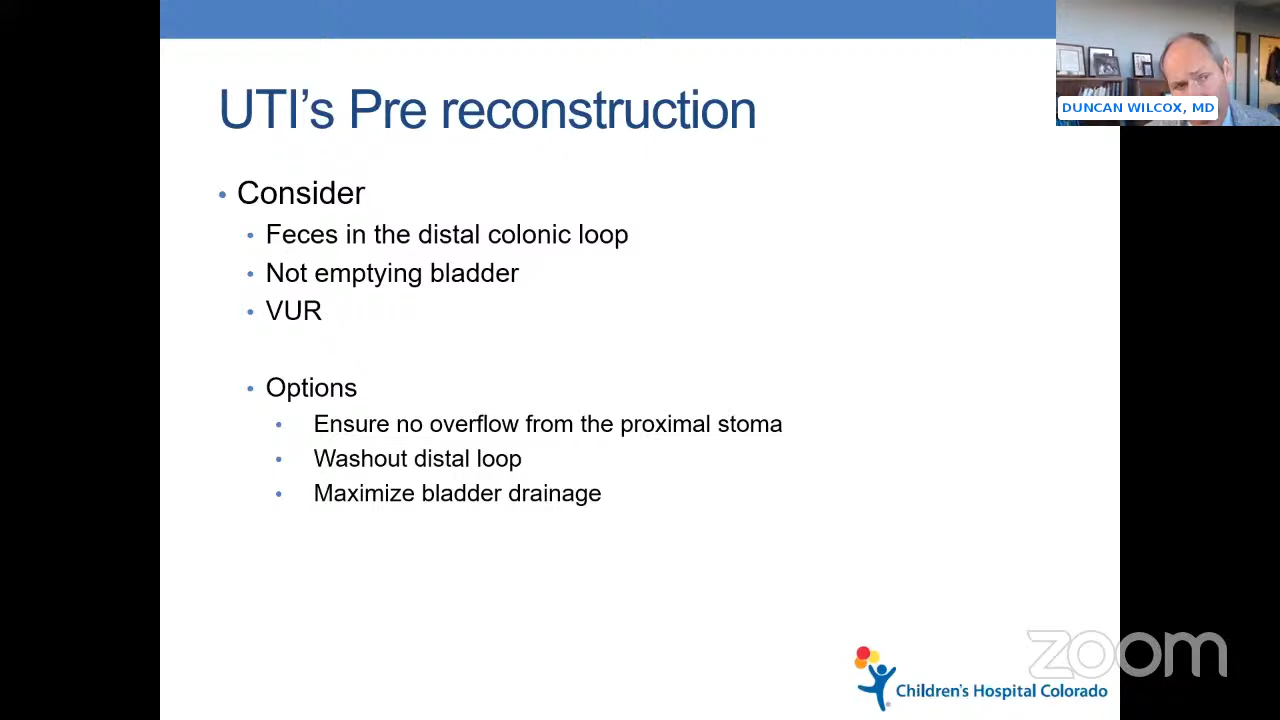 DUNCAN WILCOX, MD
UTI's Pre reconstruction
• Consider
• Feces in the distal colonic loop
• Not emptying bladder
• VUR
• Options
• Ensure no overflow from the proximal stoma
• Washout distal loop
• Maximize bladder drainage
zoom
Children's Hospital Colorado